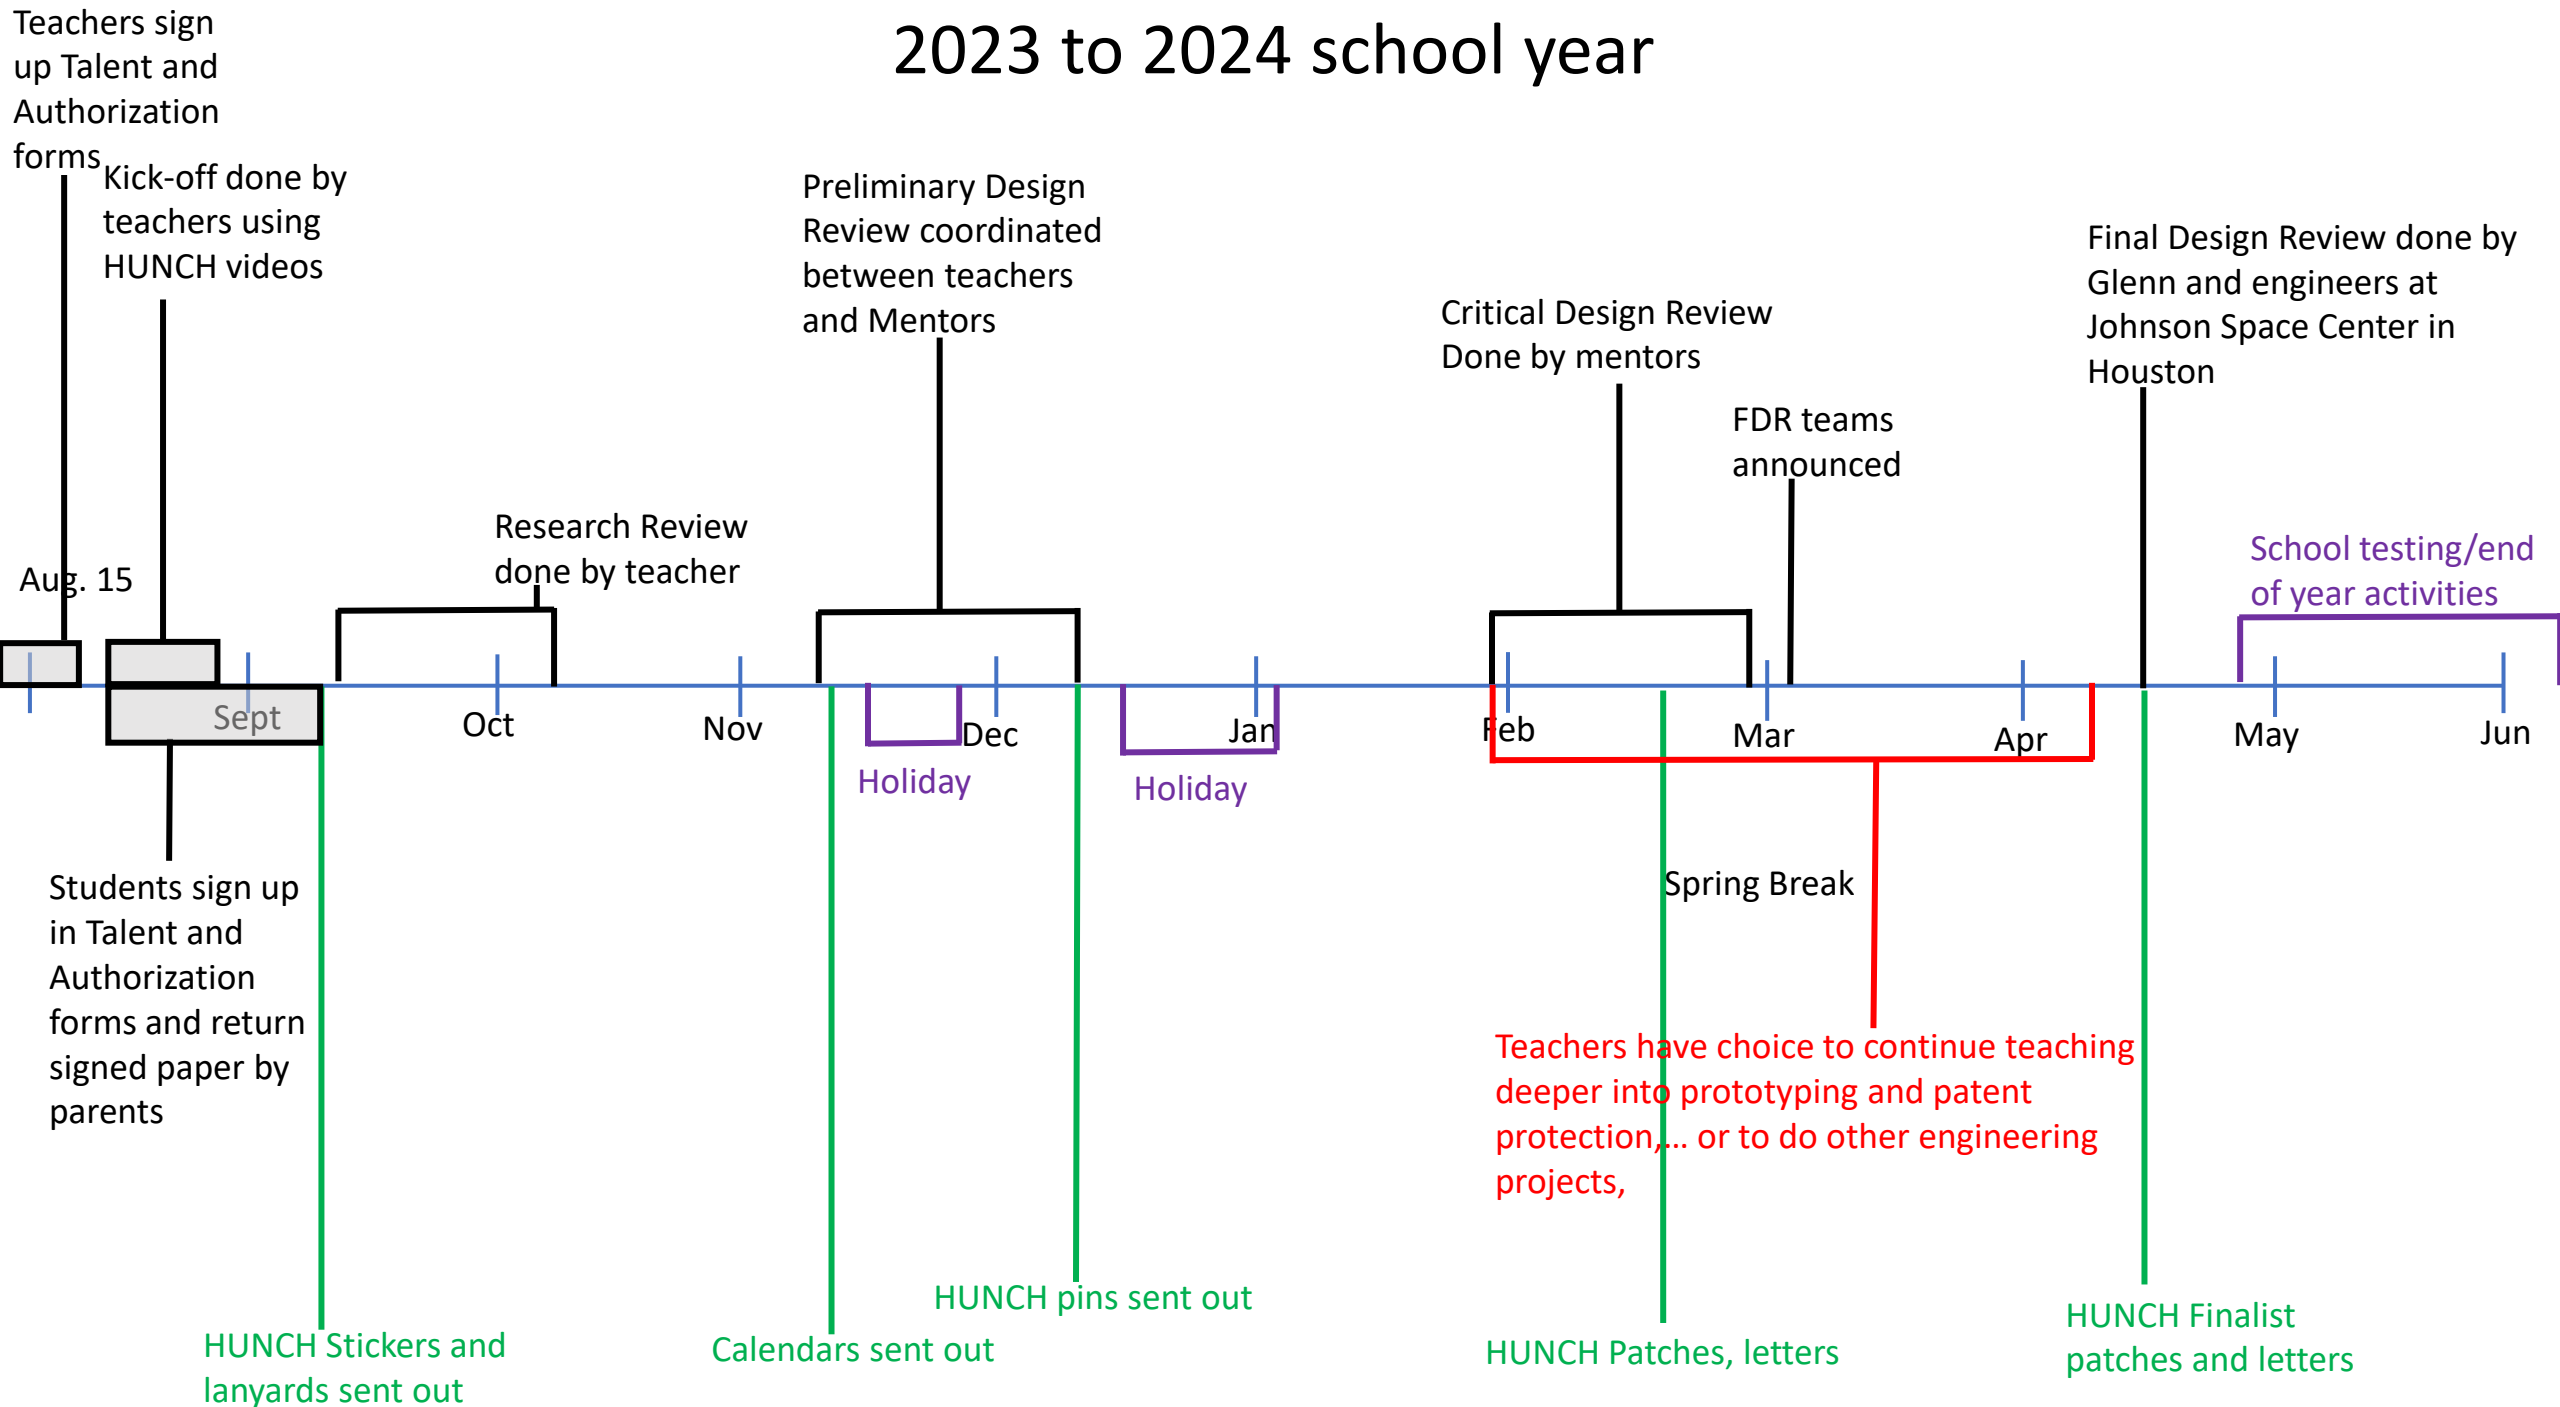 2023 to 2024 school year
Teachers sign
up Talent and
Authorization
forms
Kick-off done by
teachers using
HUNCH videos
Preliminary Design
Review coordinated
between teachers
and Mentors
Final Design Review done by
Glenn and engineers at
Johnson Space Center in
Houston
Critical Design Review
Done by mentors
FDR teams
announced
Research Review
done by teacher
School testing/end
of year activities
Aug. 15
Sept
Oct
Nov
Dec
Jan
Feb
Mar
Apr
May
Jun
Holiday
Holiday
Spring Break
Students sign up
in Talent and
Authorization
forms and return
signed paper by
parents
Teachers have choice to continue teaching
deeper into prototyping and patent
protection,... or to do other engineering
projects,
HUNCH Stickers and
lanyards sent out
Calendars sent out
HUNCH pins sent out
HUNCH Patches, letters
HUNCH Finalist
patches and letters